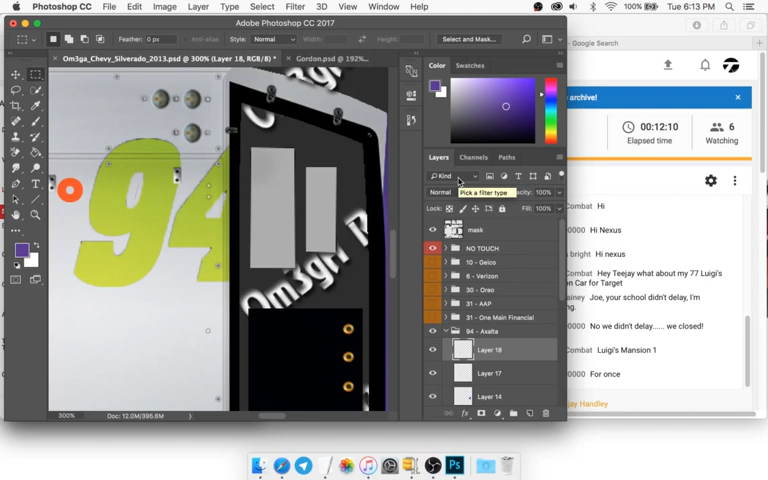 Photoshop CC File Edit Image Layer Type Select Filter 3D View Window Help 100% Tue 6:13 PM
Adobe Photoshop CC 2017
Feather: 0 px Anti-alias Style: Normal Width: Height: Select and Mask...
Om3ga_Chevy_Silverado_2013.psd @ 300% (Layer 18, RGB/8) * Gordon.psd @ 192%...
Google Search
Color Swatches
archive!
00:12:10 6
Elapsed time Watching
Layers Channels Paths
Kind
Pick a filter type
Normal Opacity: 100%
Lock: Fill: 100%
mask
NO TOUCH
10 - Geico
6 - Verizon
30 - Oreo
31 - AAP
31 - One Main Financial
94 - Axalta
Layer 18
Layer 17
Layer 14
94
Om3gn
300% Doc: 12.0M/395.6M
Combat Hi
0000 Hi Nexus
bright Hi nexus
Combat Hey Teejay what about my 77 Luigi's
on Car for Target
ainey Joe, your school didn't delay, I'm
0000 No we didn't delay...... we closed!
Combat Luigi's Mansion 1
0000 For once
ejay Handley
Ps